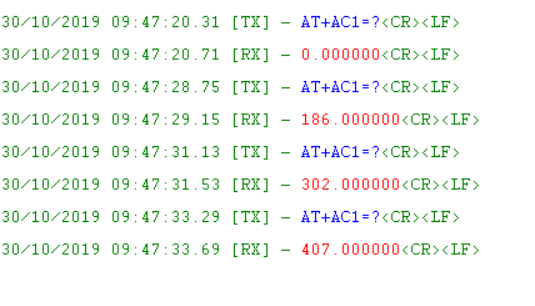 30/10/2019 09:47:20.31 [TX] - AT+AC1=?<CR><LF>
30/10/2019 09:47:20.71 [RX] - 0.000000<CR><LF>
30/10/2019 09:47:28.75 [TX] - AT+AC1=?<CR><LF>
30/10/2019 09:47:29.15 [RX] - 186.000000<CR><LF>
30/10/2019 09:47:31.13 [TX] - AT+AC1=?<CR><LF>
30/10/2019 09:47:31.53 [RX] - 302.000000<CR><LF>
30/10/2019 09:47:33.29 [TX] - AT+AC1=?<CR><LF>
30/10/2019 09:47:33.69 [RX] - 407.000000<CR><LF>